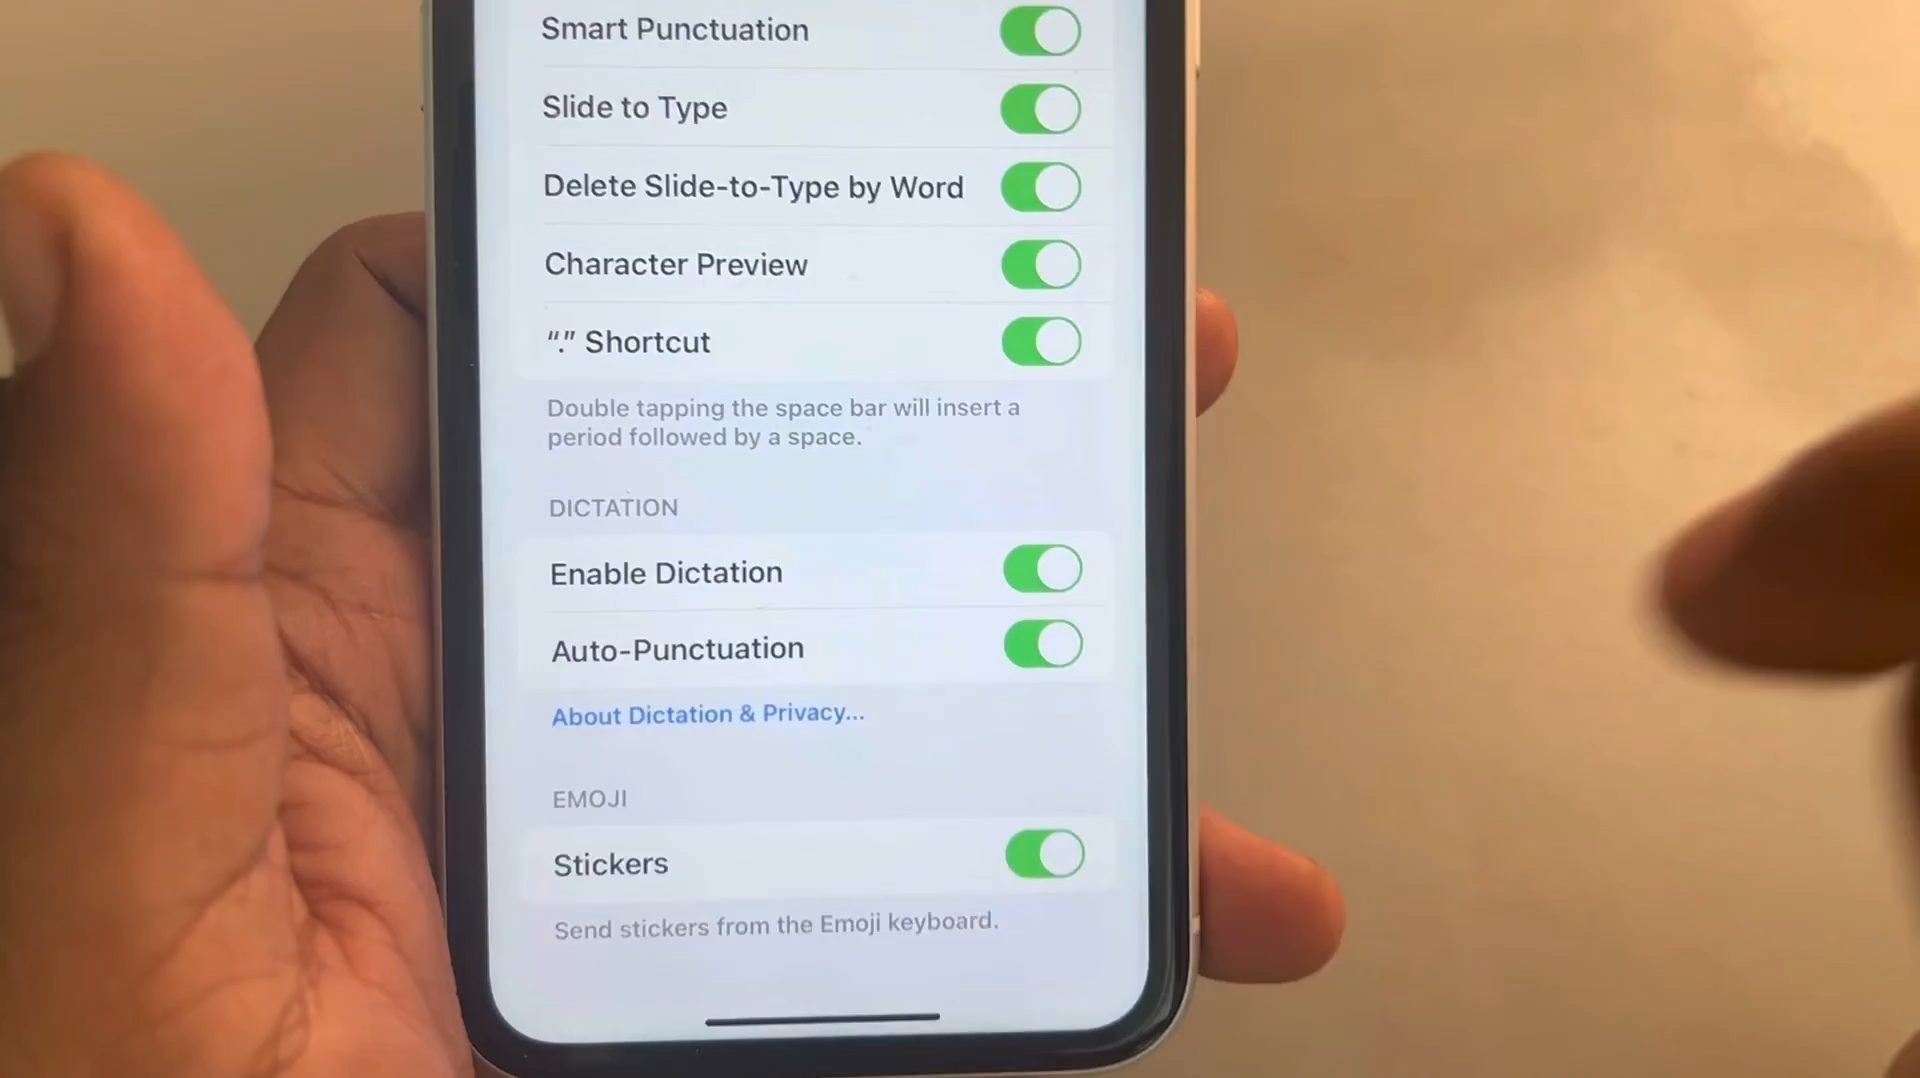 Smart Punctuation
Slide to Type
Delete Slide-to-Type by Word
Character Preview
“.” Shortcut
Double tapping the space bar will insert a
period followed by a space.
DICTATION
Enable Dictation
Auto-Punctuation
About Dictation & Privacy...
EMOJI
Stickers
Send stickers from the Emoji keyboard.